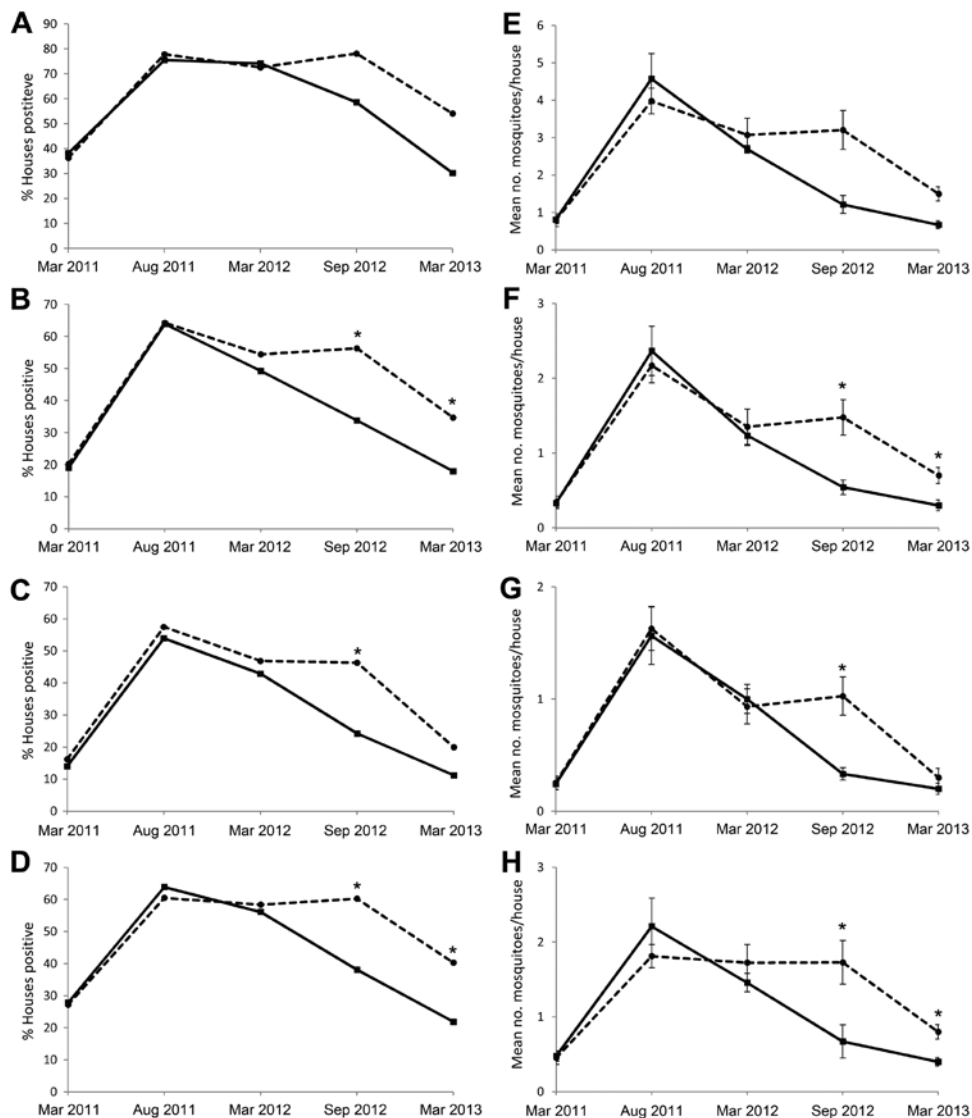 A
% Houses postiteve
90
80
70
60
50
40
30
20
10
0
Mar 2011 Aug 2011 Mar 2012 Sep 2012 Mar 2013
E
Mean no. mosquitoes/house
6
5
4
3
2
1
0
Mar 2011 Aug 2011 Mar 2012 Sep 2012 Mar 2013
B
% Houses positive
70
60
50
40
30
20
10
0
* *
Mar 2011 Aug 2011 Mar 2012 Sep 2012 Mar 2013
F
Mean no. mosquitoes/house
3
2
1
0
* *
Mar 2011 Aug 2011 Mar 2012 Sep 2012 Mar 2013
C
% Houses positive
70
60
50
40
30
20
10
0
*
Mar 2011 Aug 2011 Mar 2012 Sep 2012 Mar 2013
G
Mean no. mosquitoes/house
2
1
0
*
Mar 2011 Aug 2011 Mar 2012 Sep 2012 Mar 2013
D
% Houses positive
70
60
50
40
30
20
10
0
* *
Mar 2011 Aug 2011 Mar 2012 Sep 2012 Mar 2013
H
Mean no. mosquitoes/house
3
2
1
0
* *
Mar 2011 Aug 2011 Mar 2012 Sep 2012 Mar 2013